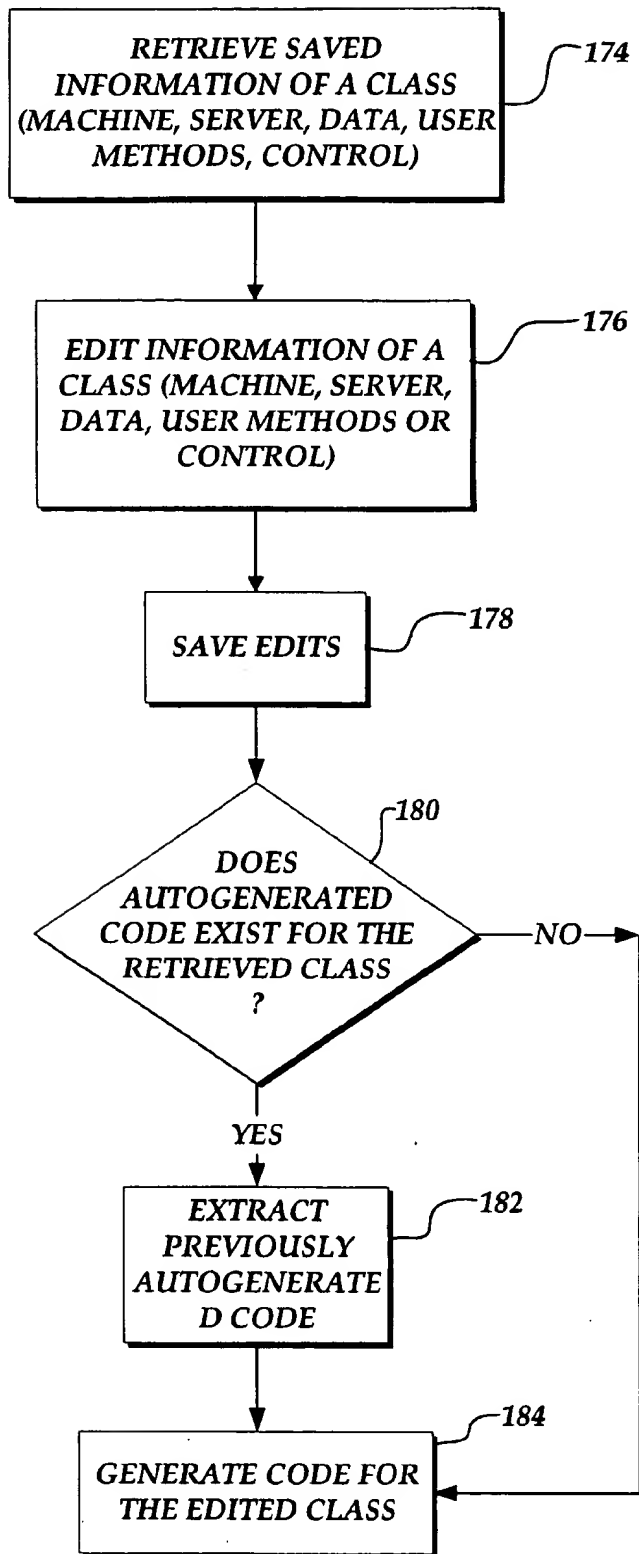 RETRIEVE SAVED
INFORMATION OF A CLASS
(MACHINE, SERVER, DATA, USER
METHODS, CONTROL)
174
EDIT INFORMATION OF A
CLASS (MACHINE, SERVER,
DATA, USER METHODS OR
CONTROL)
176
SAVE EDITS
178
DOES
AUTOGENERATED
CODE EXIST FOR THE
RETRIEVED CLASS
?
180
NO
YES
EXTRACT
PREVIOUSLY
AUTOGENERATE
D CODE
182
GENERATE CODE FOR
THE EDITED CLASS
184